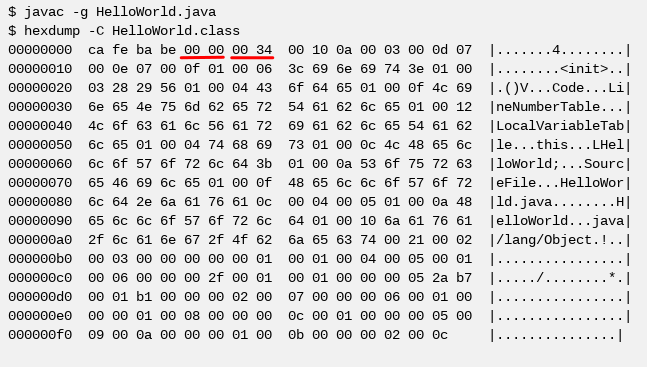 $ javac -g HelloWorld.java
$ hexdump -C HelloWorld.class
00000000  ca fe ba be 00 00 00 34  00 10 0a 00 03 00 0d 07  |.......4........|
00000010  00 0e 07 00 0f 01 00 06  3c 69 6e 69 74 3e 01 00  |........<init>..|
00000020  03 28 29 56 01 00 04 43  6f 64 65 01 00 0f 4c 69  |.()V...Code...Li|
00000030  6e 65 4e 75 6d 62 65 72  54 61 62 6c 65 01 00 12  |neNumberTable...|
00000040  4c 6f 63 61 6c 56 61 72  69 61 62 6c 65 54 61 62  |LocalVariableTab|
00000050  6c 65 01 00 04 74 68 69  73 01 00 0c 4c 48 65 6c  |le...this...LHel|
00000060  6c 6f 57 6f 72 6c 64 3b  01 00 0a 53 6f 75 72 63  |loWorld;...Sourc|
00000070  65 46 69 6c 65 01 00 0f  48 65 6c 6c 6f 57 6f 72  |eFile...HelloWor|
00000080  6c 64 2e 6a 61 76 61 0c  00 04 00 05 01 00 0a 48  |ld.java........H|
00000090  65 6c 6c 6f 57 6f 72 6c  64 01 00 10 6a 61 76 61  |elloWorld...java|
000000a0  2f 6c 61 6e 67 2f 4f 62  6a 65 63 74 00 21 00 02  |/lang/Object.!..|
000000b0  00 03 00 00 00 00 00 01  00 01 00 04 00 05 00 01  |................|
000000c0  00 06 00 00 00 2f 00 01  00 01 00 00 00 05 2a b7  |...../........*.|
000000d0  00 01 b1 00 00 00 02 00  07 00 00 00 06 00 01 00  |................|
000000e0  00 00 01 00 08 00 00 00  0c 00 01 00 00 00 05 00  |................|
000000f0  09 00 0a 00 00 00 01 00  0b 00 00 00 02 00 0c     |...............|